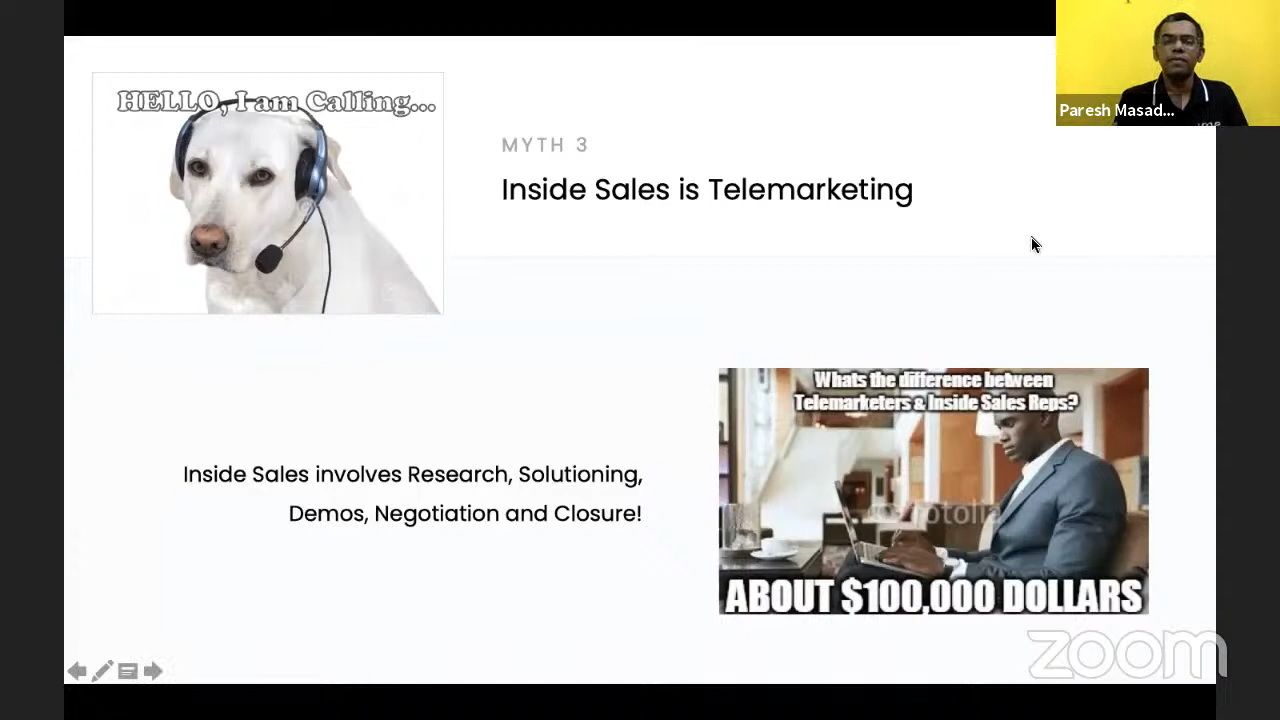 HELLO, I am Calling...
Paresh Masad...
MYTH 3
Inside Sales is Telemarketing
Whats the difference between
Telemarketers & Inside Sales Reps?
Inside Sales involves Research, Solutioning,
Demos, Negotiation and Closure!
ABOUT $100,000 DOLLARS
zoom